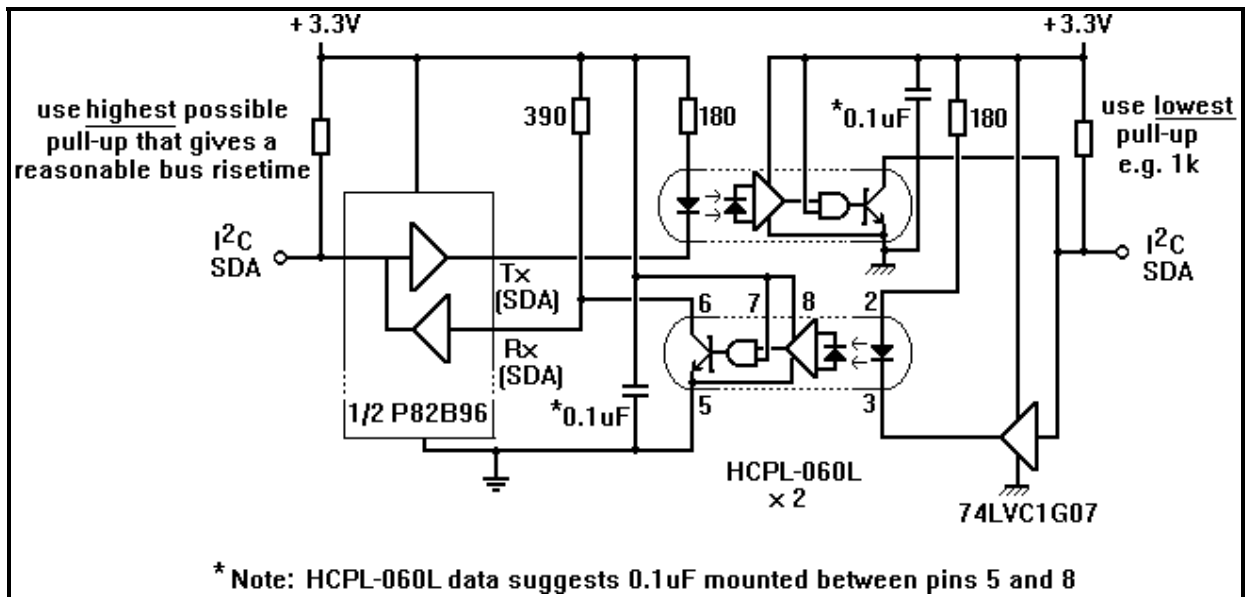 +3.3V
+3.3V
use highest possible
pull-up that gives a
reasonable bus risetime
390
180
*0.1uF
180
use lowest
pull-up
e.g. 1k
I²C
SDA
Tx
(SDA)
I²C
SDA
6
7
8
2
Rx
(SDA)
1/2 P82B96
*0.1uF
5
3
HCPL-060L
x 2
74LVC1G07
*Note: HCPL-060L data suggests 0.1uF mounted between pins 5 and 8